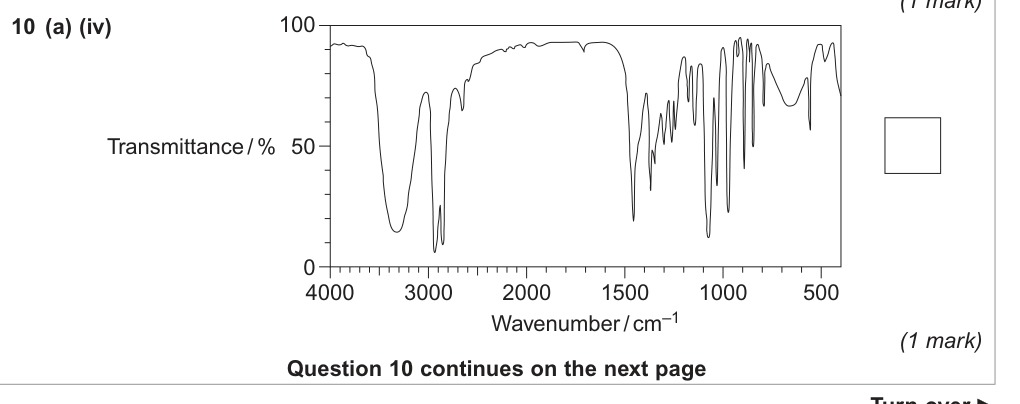 (1 mark)
10 (a) (iv)
100
Transmittance / %
50
0
4000 3000 2000 1500 1000 500
Wavenumber / cm⁻¹
(1 mark)
Question 10 continues on the next page
Turn over ►